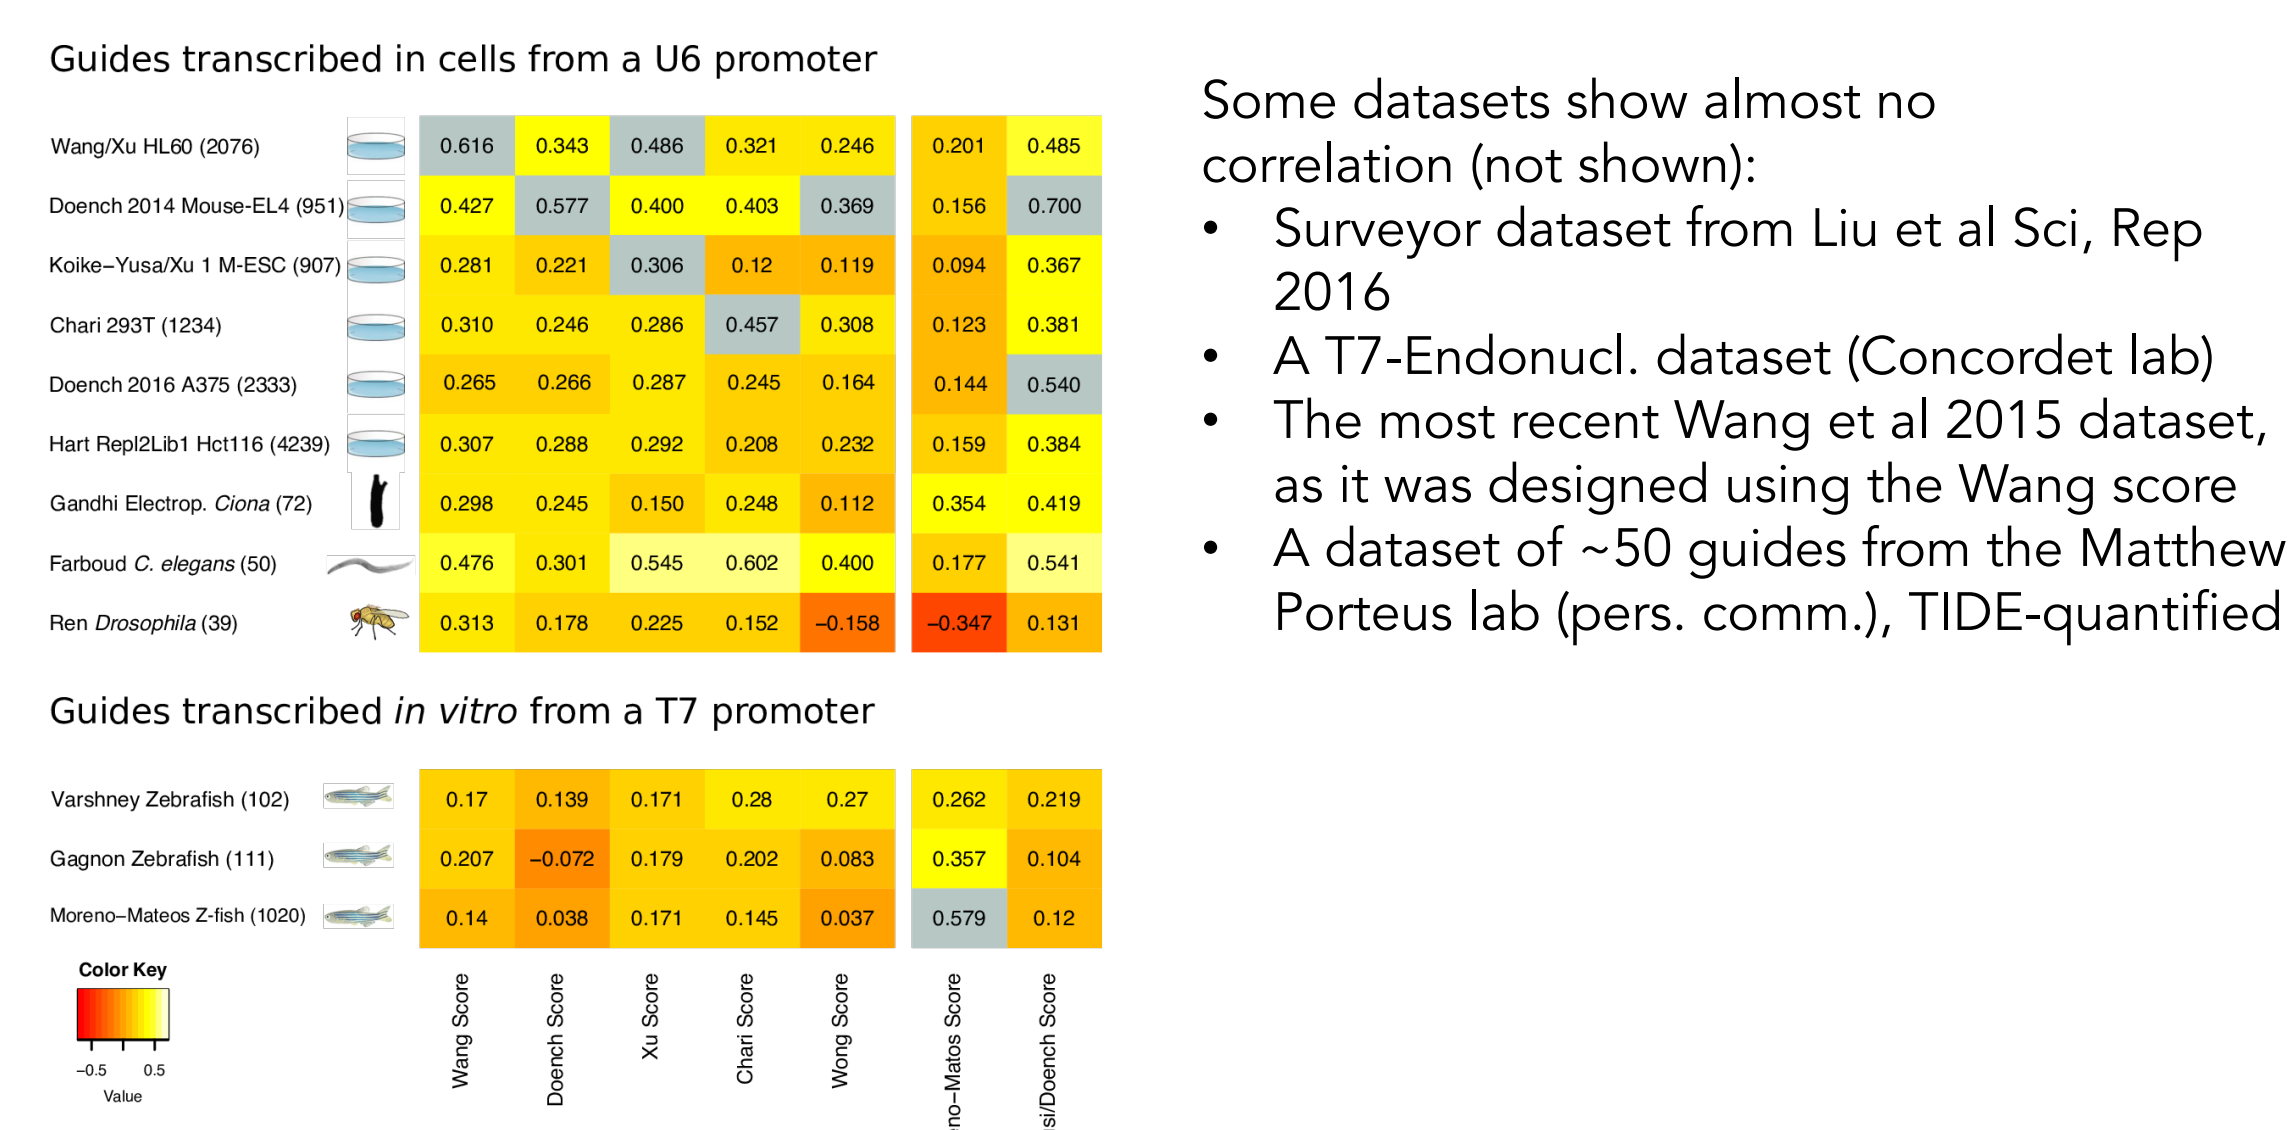 Guides transcribed in cells from a U6 promoter
Wang/Xu HL60 (2076) 0.616 0.343 0.486 0.321 0.246 0.201 0.485
Doench 2014 Mouse-EL4 (951) 0.427 0.577 0.400 0.403 0.369 0.156 0.700
Koike−Yusa/Xu 1 M-ESC (907) 0.281 0.221 0.306 0.12 0.119 0.094 0.367
Chari 293T (1234) 0.310 0.246 0.286 0.457 0.308 0.123 0.381
Doench 2016 A375 (2333) 0.265 0.266 0.287 0.245 0.164 0.144 0.540
Hart Repl2Lib1 Hct116 (4239) 0.307 0.288 0.292 0.208 0.232 0.159 0.384
Gandhi Electrop. Ciona (72) 0.298 0.245 0.150 0.248 0.112 0.354 0.419
Farboud C. elegans (50) 0.476 0.301 0.545 0.602 0.400 0.177 0.541
Ren Drosophila (39) 0.313 0.178 0.225 0.152 −0.158 −0.347 0.131
Guides transcribed in vitro from a T7 promoter
Varshney Zebrafish (102) 0.17 0.139 0.171 0.28 0.27 0.262 0.219
Gagnon Zebrafish (111) 0.207 −0.072 0.179 0.202 0.083 0.357 0.104
Moreno−Mateos Z-fish (1020) 0.14 0.038 0.171 0.145 0.037 0.579 0.12
Color Key
−0.5 0.5
Value
Wang Score
Doench Score
Xu Score
Chari Score
Wong Score
eno−Matos Score
usi/Doench Score
Some datasets show almost no
correlation (not shown):
• Surveyor dataset from Liu et al Sci, Rep
2016
• A T7-Endonucl. dataset (Concordet lab)
• The most recent Wang et al 2015 dataset,
as it was designed using the Wang score
• A dataset of ~50 guides from the Matthew
Porteus lab (pers. comm.), TIDE-quantified